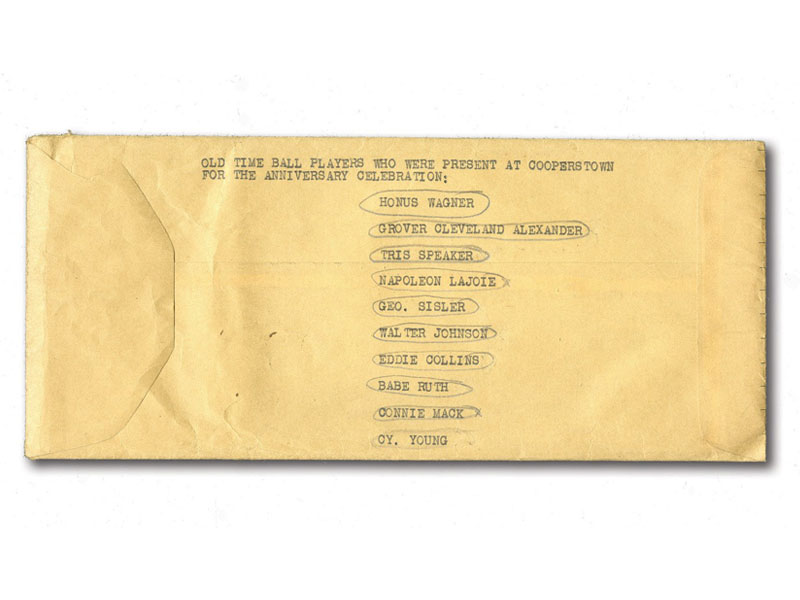 OLD TIME BALL PLAYERS WHO WERE PRESENT AT COOPERSTOWN
FOR THE ANNIVERSARY CELEBRATION:
HONUS WAGNER
GROVER CLEVELAND ALEXANDER
TRIS SPEAKER
NAPOLEON LAJOIE
GEO. SISLER
WALTER JOHNSON
EDDIE COLLINS
BABE RUTH
CONNIE MACK
CY. YOUNG